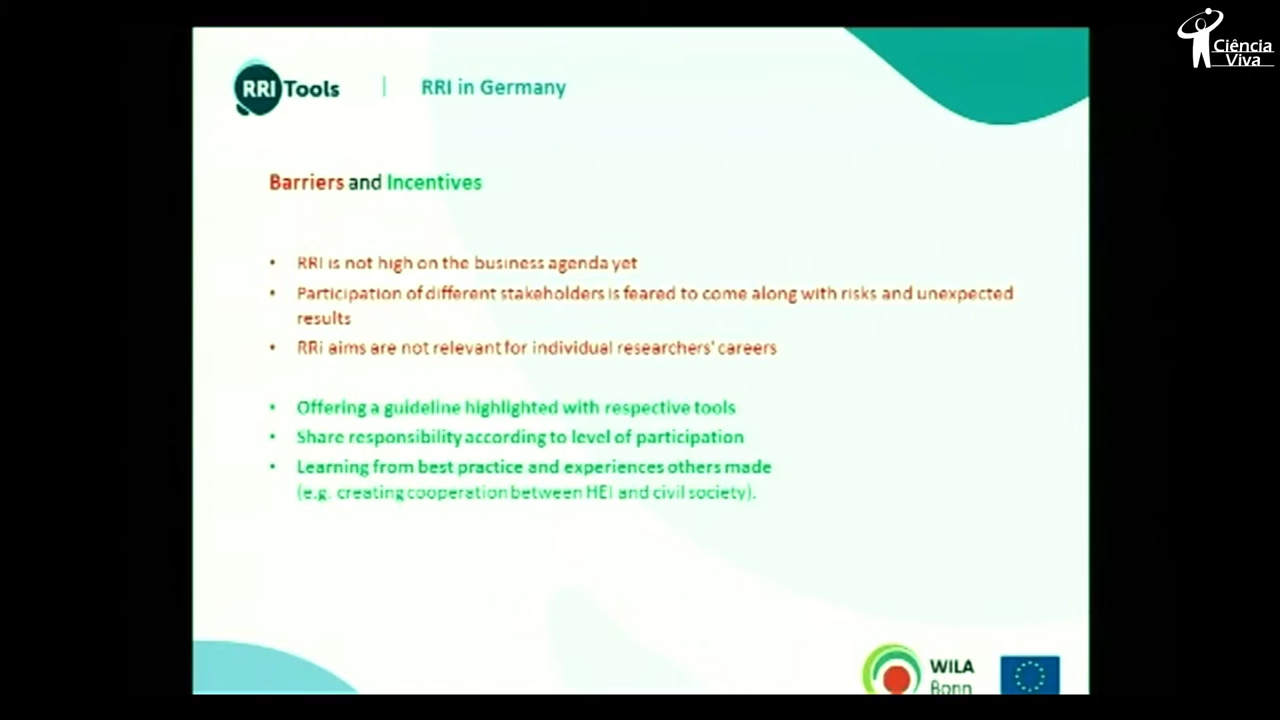 Ciência
Viva
RRI Tools
RRI in Germany
Barriers and Incentives
• RRI is not high on the business agenda yet
• Participation of different stakeholders is feared to come along with risks and unexpected
results
• RRi aims are not relevant for individual researchers' careers
• Offering a guideline highlighted with respective tools
• Share responsibility according to level of participation
• Learning from best practice and experiences others made
(e.g. creating cooperation between HEI and civil society).
WILA
Bonn